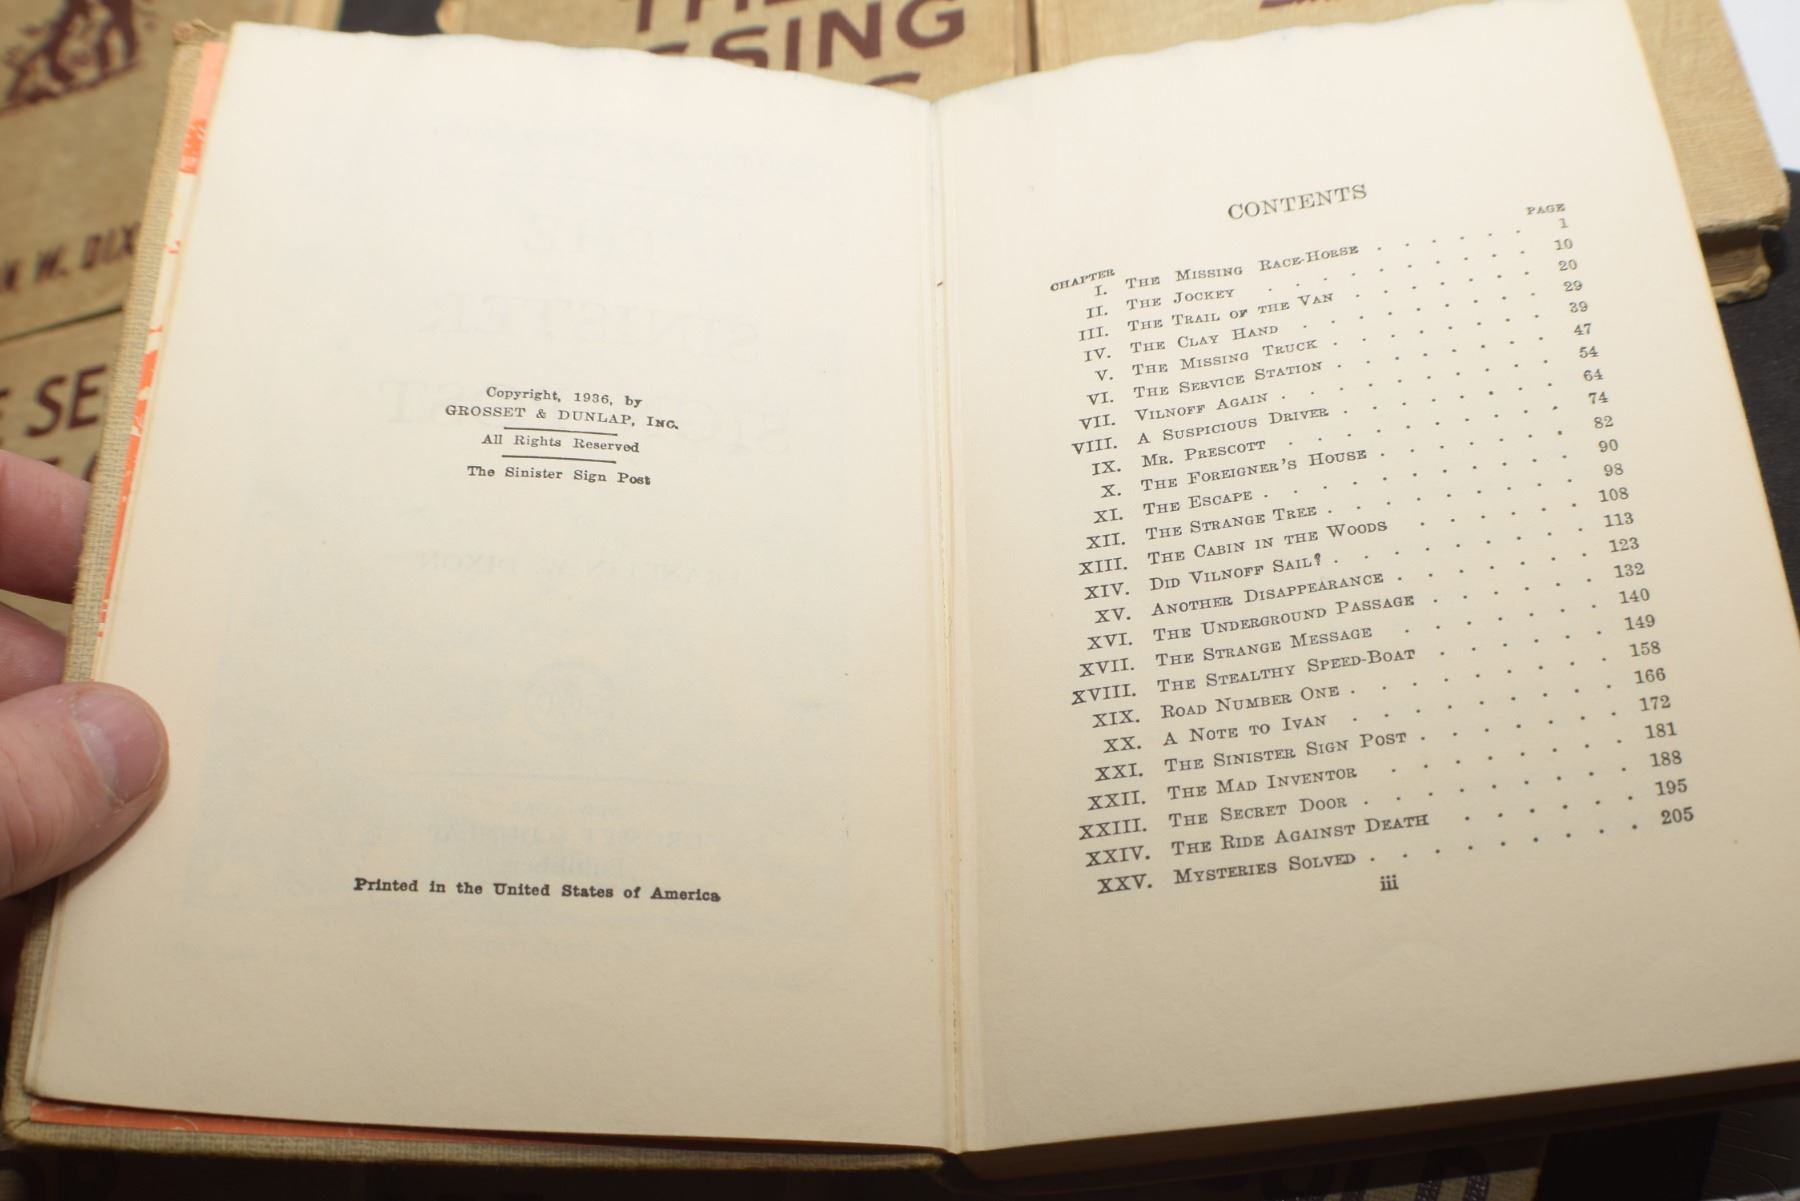 THE
SSING
W. DIX
E SE
Copyright, 1936, by
GROSSET & DUNLAP, INC.
All Rights Reserved
The Sinister Sign Post
Printed in the United States of America
CONTENTS
CHAPTER PAGE
I. THE MISSING RACE-HORSE . . . . . . 1
II. THE JOCKEY . . . . . . . . 10
III. THE TRAIL OF THE VAN . . . . . . . 20
IV. THE CLAY HAND . . . . . . . . 29
V. THE MISSING TRUCK . . . . . . . . 39
VI. THE SERVICE STATION . . . . . . . . 47
VII. VILNOFF AGAIN . . . . . . . . . . 54
VIII. A SUSPICIOUS DRIVER . . . . . . . . 64
IX. MR. PRESCOTT . . . . . . . . . . 74
X. THE FOREIGNER'S HOUSE . . . . . . . 82
XI. THE ESCAPE . . . . . . . . . . 90
XII. THE STRANGE TREE . . . . . . . . 98
XIII. THE CABIN IN THE WOODS . . . . . . 108
XIV. DID VILNOFF SAIL? . . . . . . . . . 113
XV. ANOTHER DISAPPEARANCE . . . . . . . 123
XVI. THE UNDERGROUND PASSAGE . . . . . . 132
XVII. THE STRANGE MESSAGE . . . . . . . 140
XVIII. THE STEALTHY SPEED-BOAT . . . . . . 149
XIX. ROAD NUMBER ONE . . . . . . . . . 158
XX. A NOTE TO IVAN . . . . . . . . . 166
XXI. THE SINISTER SIGN POST . . . . . . . 172
XXII. THE MAD INVENTOR . . . . . . . . 181
XXIII. THE SECRET DOOR . . . . . . . . . 188
XXIV. THE RIDE AGAINST DEATH . . . . . . 195
XXV. MYSTERIES SOLVED . . . . . . . . . 205
iii